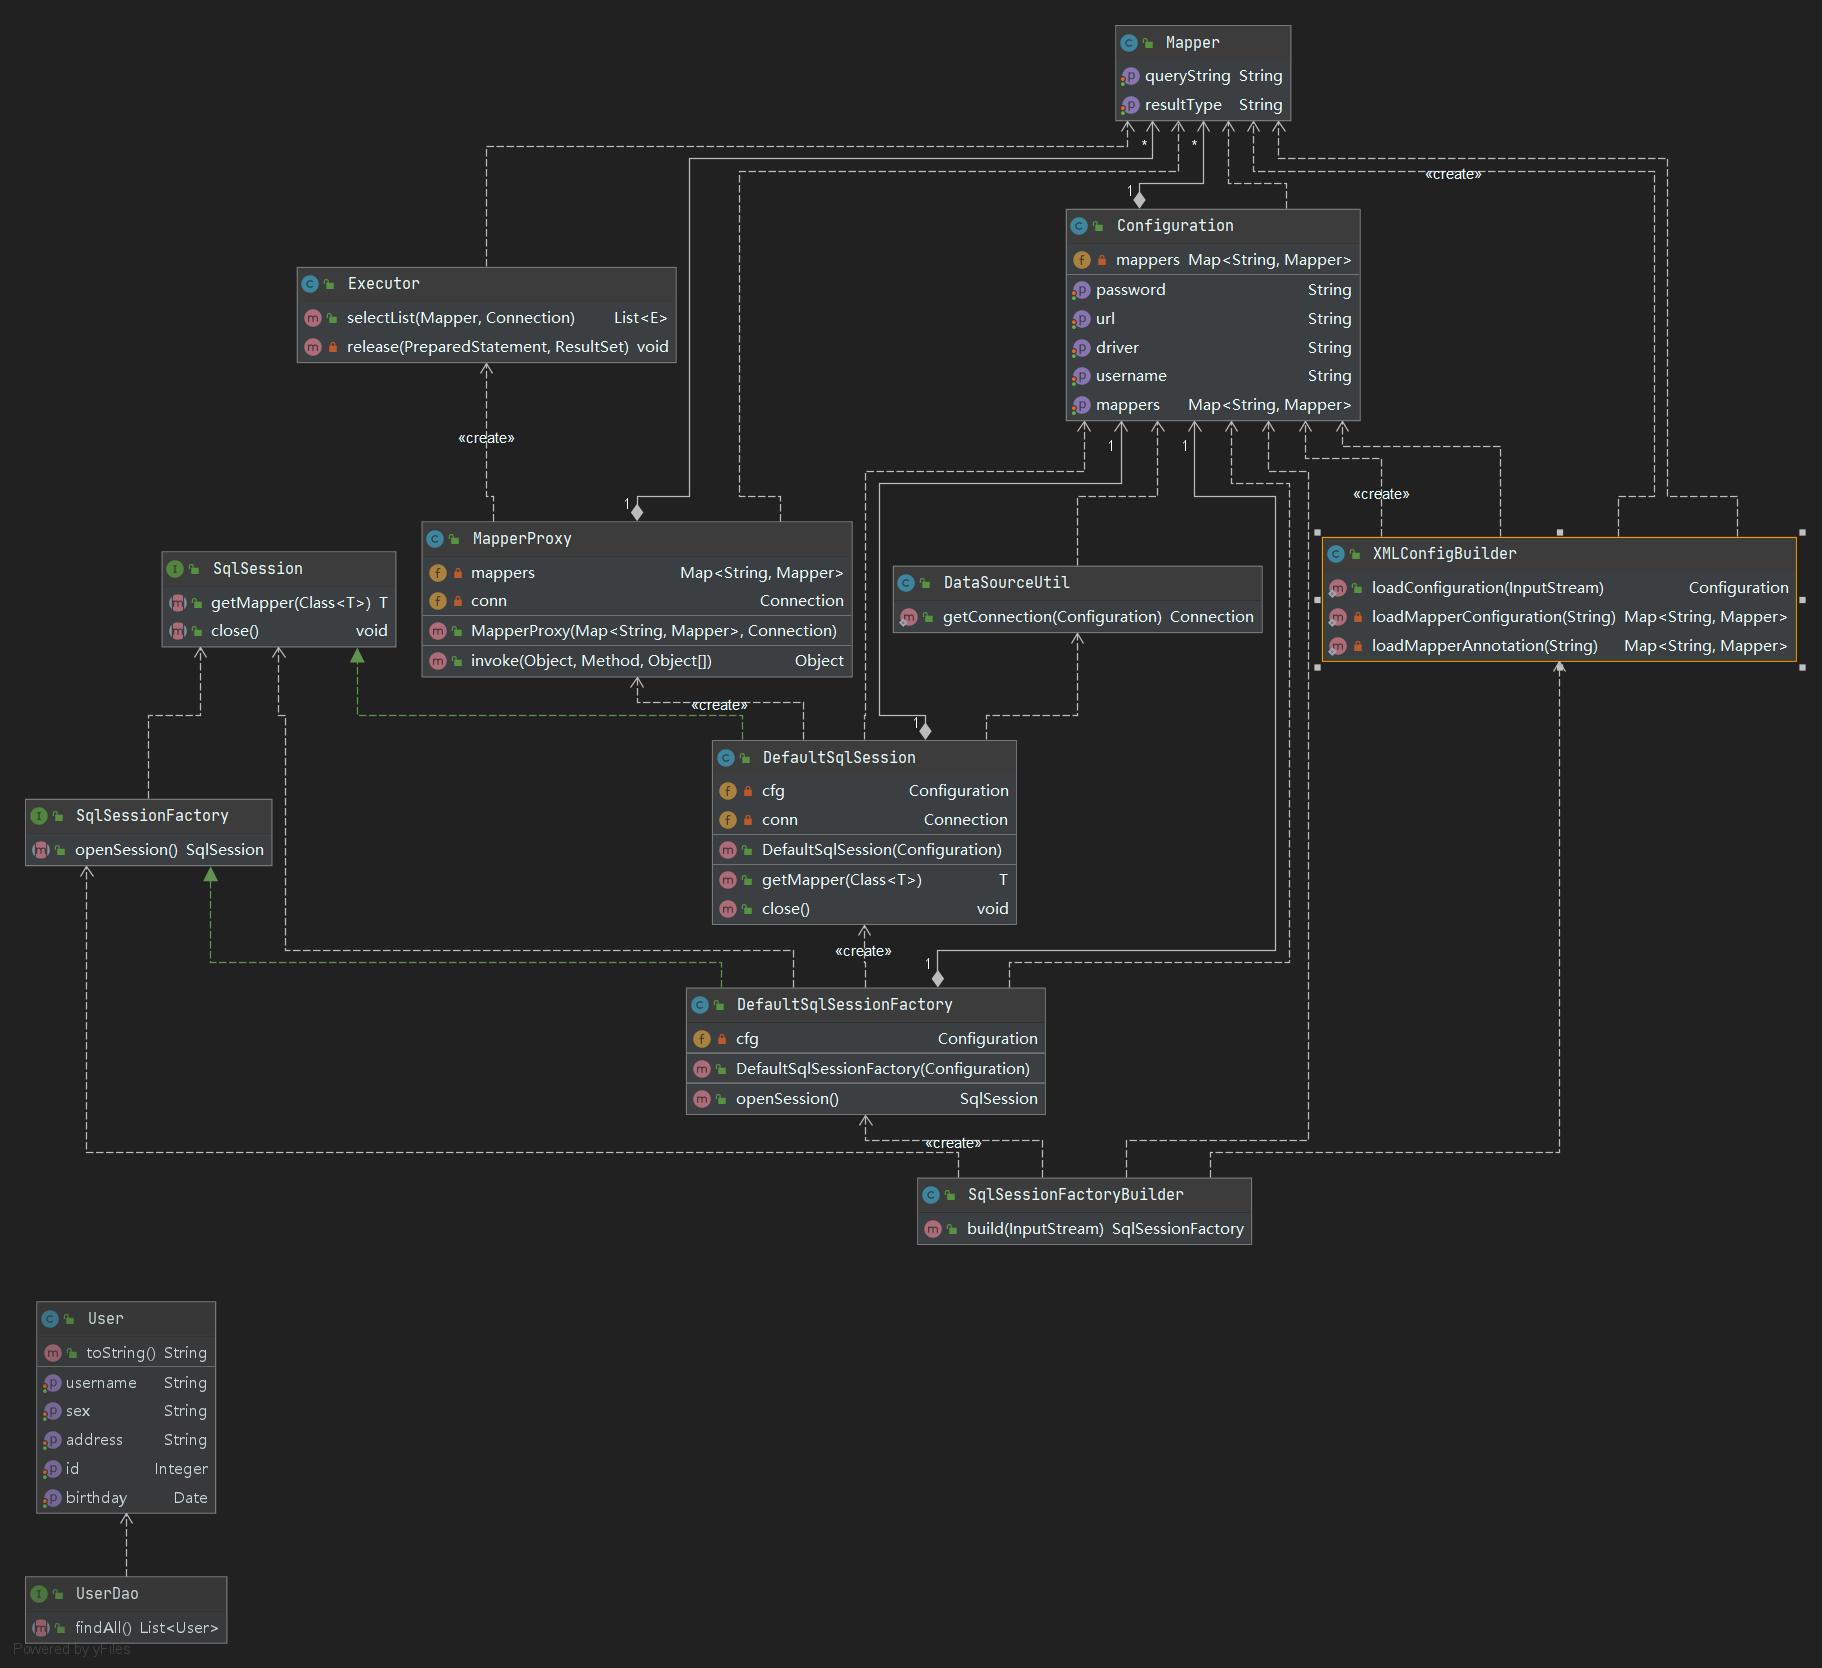 Mapper
queryString String
resultType String
* *
«create»
1
Configuration
mappers Map<String, Mapper>
password String
url String
driver String
username String
mappers Map<String, Mapper>
Executor
selectList(Mapper, Connection) List<E>
release(PreparedStatement, ResultSet) void
«create»
1 1
«create»
1
MapperProxy
mappers Map<String, Mapper>
conn Connection
MapperProxy(Map<String, Mapper>, Connection)
invoke(Object, Method, Object[]) Object
SqlSession
getMapper(Class<T>) T
close() void
DataSourceUtil
getConnection(Configuration) Connection
XMLConfigBuilder
loadConfiguration(InputStream) Configuration
loadMapperConfiguration(String) Map<String, Mapper>
loadMapperAnnotation(String) Map<String, Mapper>
«create»
1
DefaultSqlSession
cfg Configuration
conn Connection
DefaultSqlSession(Configuration)
getMapper(Class<T>) T
close() void
SqlSessionFactory
openSession() SqlSession
«create»
1
DefaultSqlSessionFactory
cfg Configuration
DefaultSqlSessionFactory(Configuration)
openSession() SqlSession
«create»
SqlSessionFactoryBuilder
build(InputStream) SqlSessionFactory
User
toString() String
username String
sex String
address String
id Integer
birthday Date
UserDao
findAll() List<User>
Powered by yFiles